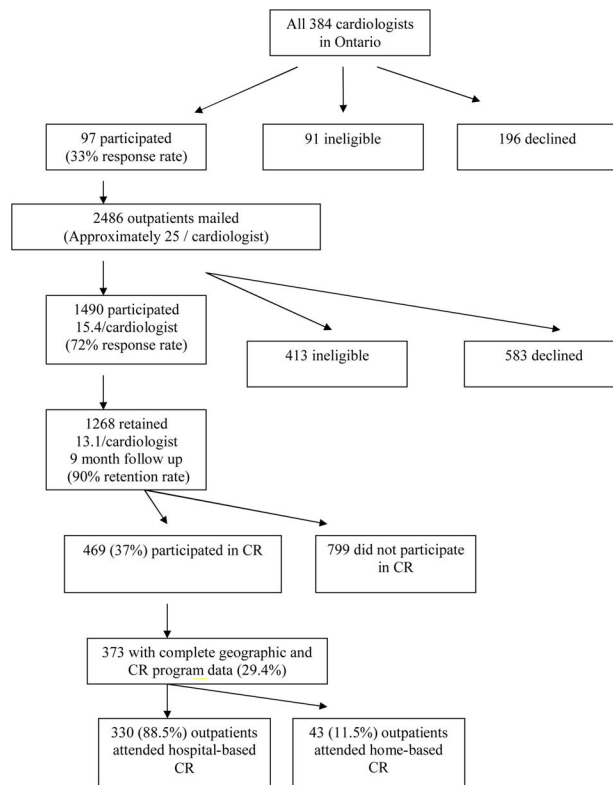 All 384 cardiologists
in Ontario
97 participated
(33% response rate)
91 ineligible
196 declined
2486 outpatients mailed
(Approximately 25 / cardiologist)
1490 participated
15.4/cardiologist
(72% response rate)
413 ineligible
583 declined
1268 retained
13.1/cardiologist
9 month follow up
(90% retention rate)
469 (37%) participated in CR
799 did not participate
in CR
373 with complete geographic and
CR program data (29.4%)
330 (88.5%) outpatients
attended hospital-based
CR
43 (11.5%) outpatients
attended home-based
CR